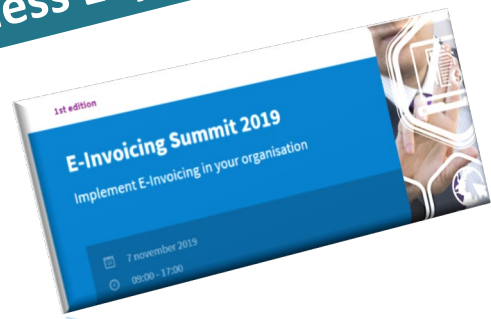 1st edition
E-Invoicing Summit 2019
Implement E-Invoicing in your organisation
7 november 2019
09:00 - 17:00